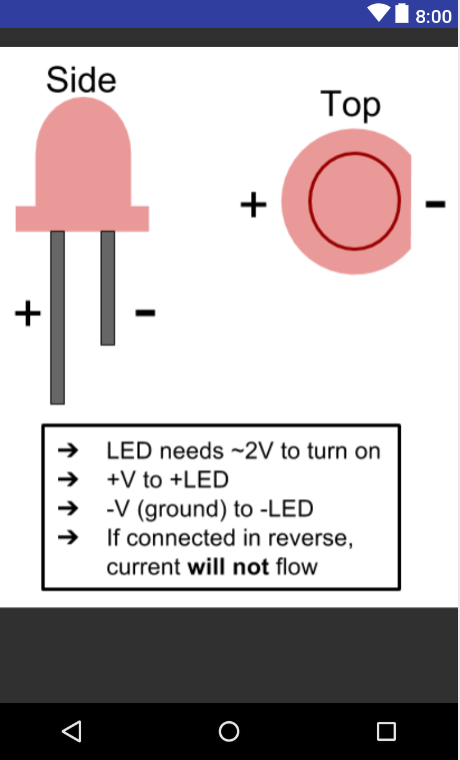 8:00
Side
Top
+
-
+
-
➔ LED needs ~2V to turn on
➔ +V to +LED
➔ -V (ground) to -LED
➔ If connected in reverse,
current will not flow